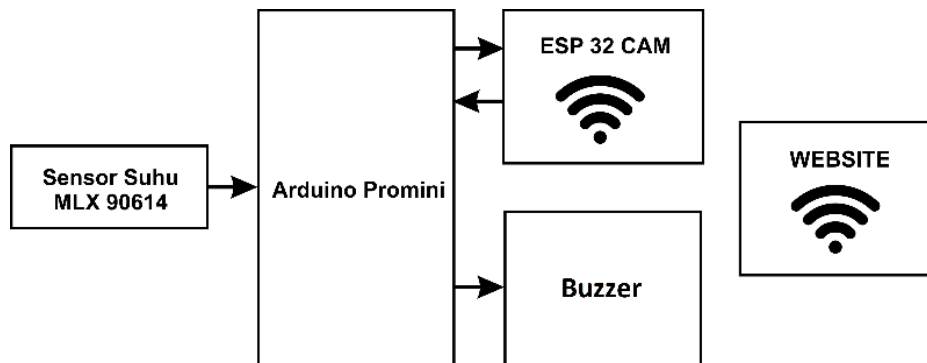 Sensor Suhu
MLX 90614
Arduino Promini
ESP 32 CAM
Buzzer
WEBSITE